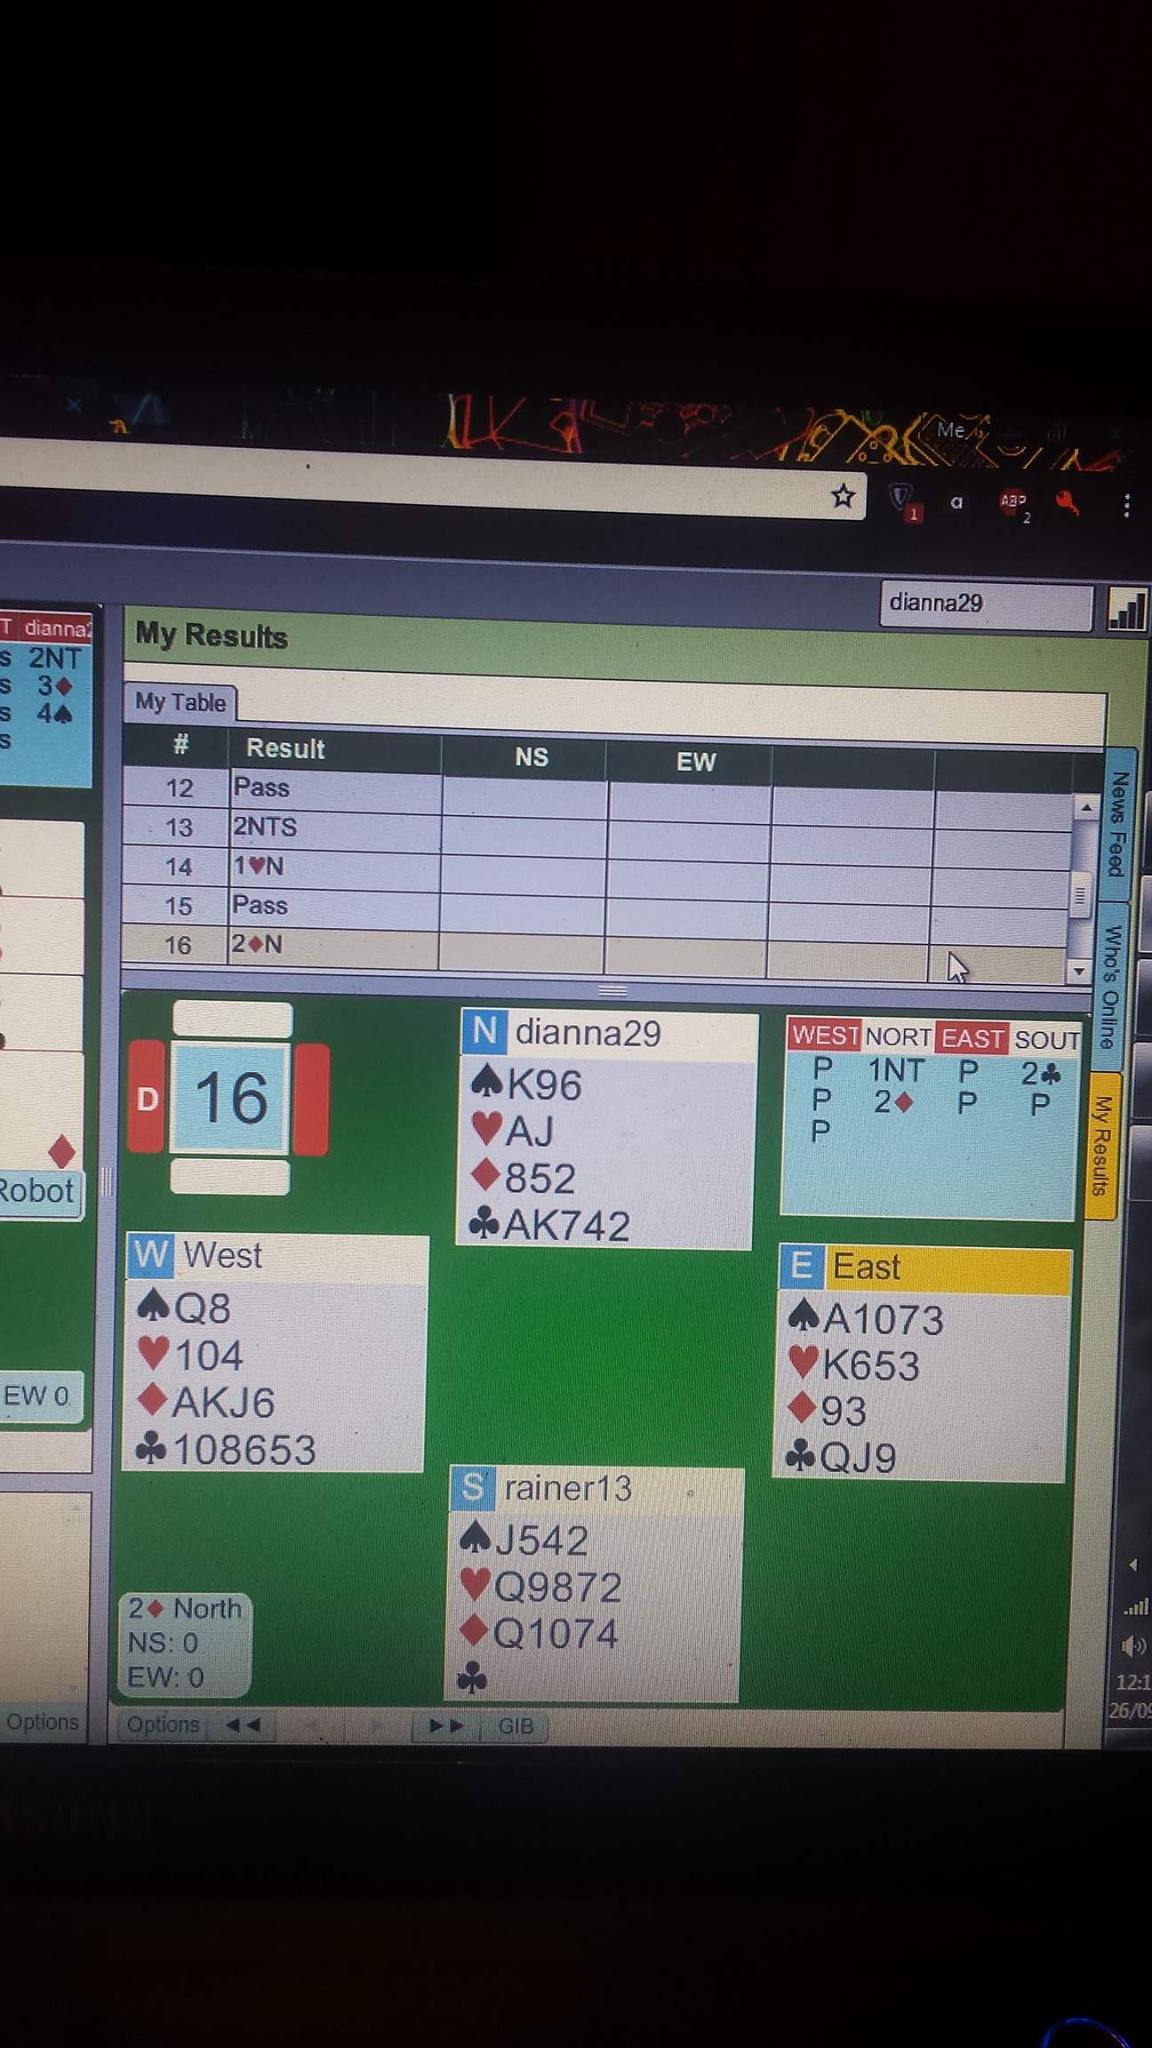 Me
1
a
ABP
2
dianna29
T dianna2
S 2NT
S 3♦
S 4♠
S
My Results
My Table
# Result NS EW
12 Pass
13 2NTS
14 1♥N
15 Pass
16 2♦N
News Feed
Who's Online
My Results
D 16
N dianna29
♠K96
♥AJ
♦852
♣AK742
WEST NORT EAST SOUT
P 1NT P 2♣
P 2♦ P P
P
Robot
W West
♠Q8
♥104
♦AKJ6
♣108653
E East
♠A1073
♥K653
♦93
♣QJ9
EW 0
S rainer13
♠J542
♥Q9872
♦Q1074
♣
2♦ North
NS: 0
EW: 0
Options
Options GIB
12:1
26/09